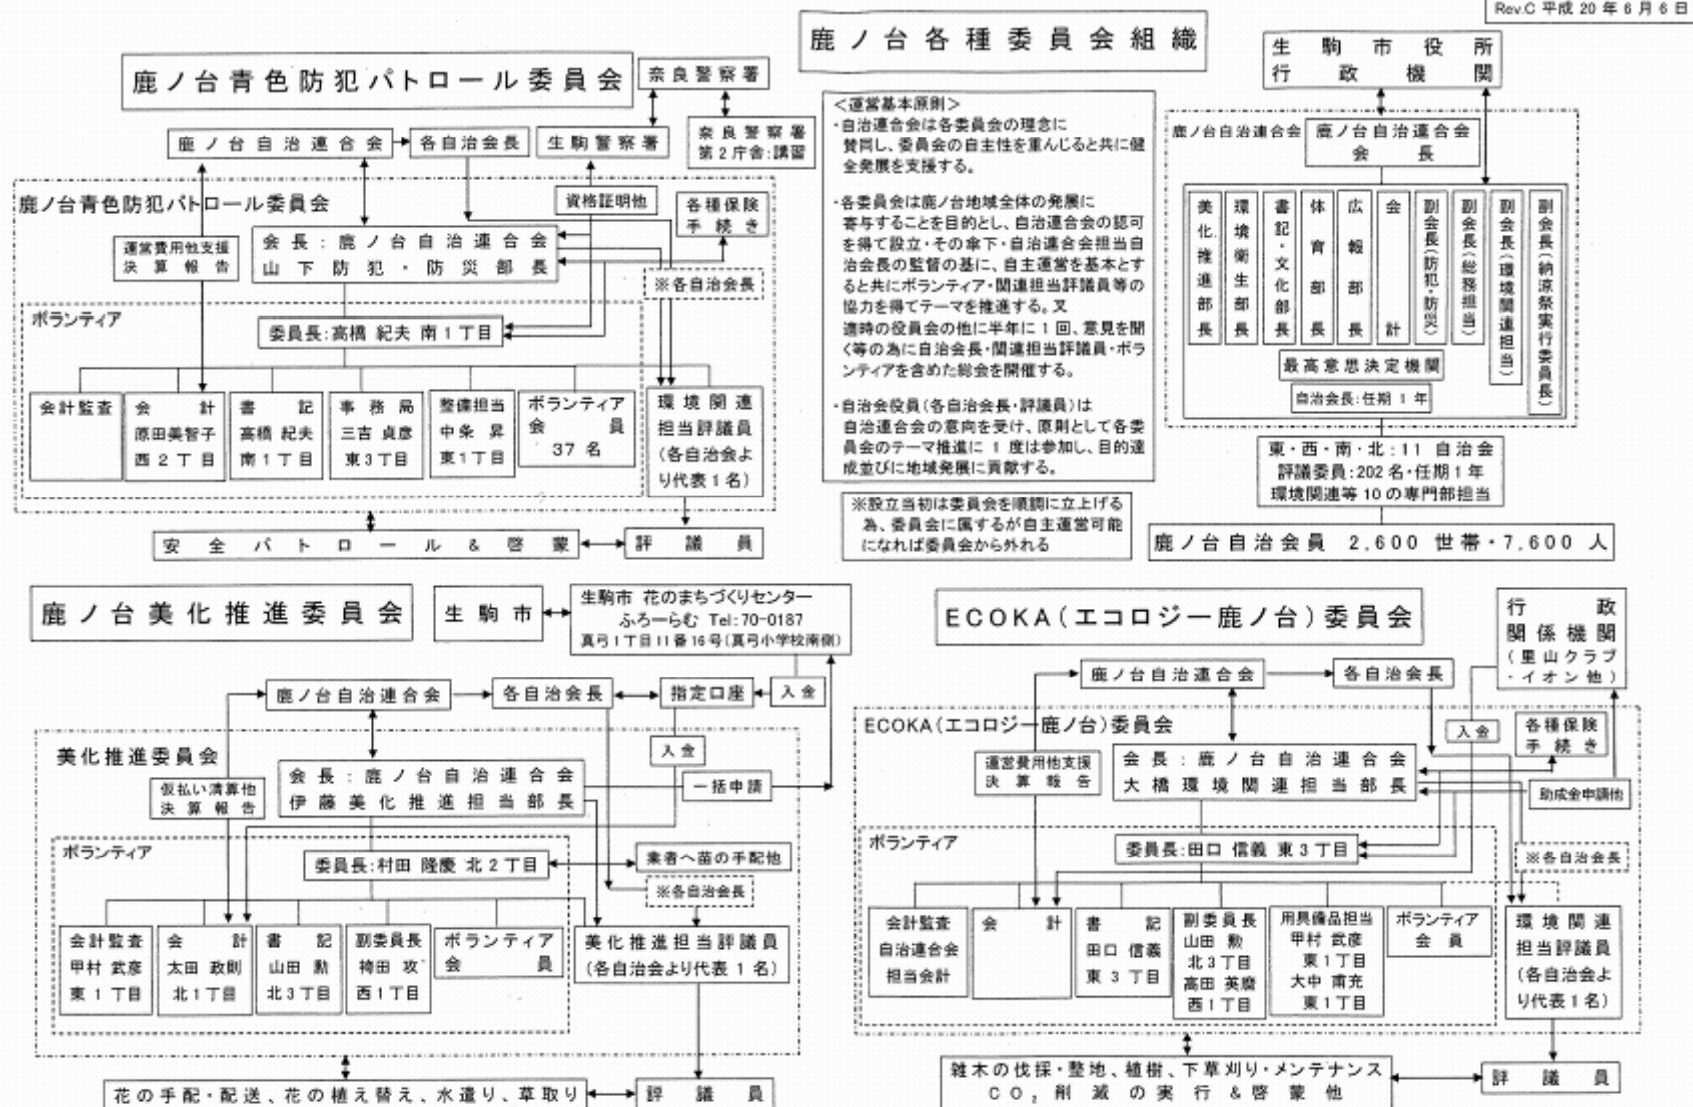 Rev.C 平成 20 年 6 月 6 日
鹿ノ台各種委員会組織
鹿ノ台青色防犯パトロール委員会
奈良警察署
奈良警察署
第2庁舎:講習
鹿ノ台自治連合会
各自治会長
生駒警察署
鹿ノ台青色防犯パトロール委員会
資格証明他
各種保険
手続き
運営費用他支援
決算報告
会長：鹿ノ台自治連合会
山下防犯・防災部長
※各自治会長
ボランティア
委員長:高橋 紀夫 南1丁目
会計監査
会計
原田美智子
西2丁目
書記
高橋 紀夫
南1丁目
事務局
三吉 貞彦
東3丁目
整備担当
中条 昇
東1丁目
ボランティア
会員
37 名
環境関連
担当評議員
(各自治会よ
り代表1名)
安全パトロール&啓蒙
評議員
<運営基本原則>
・自治連合会は各委員会の理念に
賛同し、委員会の自主性を重んじると共に健
全発展を支援する。
・各委員会は鹿ノ台地域全体の発展に
寄与することを目的とし、自治連合会の認可
を得て設立・その傘下・自治連合会担当自
治会長の監督の基に、自主運営を基本とす
ると共にボランティア・関連担当評議員等の
協力を得てテーマを推進する。又
適時の役員会の他に半年に1回、意見を聞
く等の為に自治会長・関連担当評議員・ボラ
ンティアを含めた総会を開催する。
・自治会役員(各自治会長・評議員)は
自治連合会の意向を受け、原則として各委
員会のテーマ推進に 1 度は参加し、目的達
成並びに地域発展に貢献する。
※設立当初は委員会を順調に立上げる
為、委員会に属するが自主運営可能
になれば委員会から外れる
生駒市役所
行政機関
鹿ノ台自治連合会
鹿ノ台自治連合会
会長
美化推進部長
環境衛生部長
書記・文化部長
体育部長
広報部長
会計
副会長(防犯・防災)
副会長(総務担当)
副会長(環境関連担当)
副会長(納涼祭実行委員長)
最高意思決定機関
自治会長:任期1年
東・西・南・北:11 自治会
評議委員:202名・任期1年
環境関連等10の専門部担当
鹿ノ台自治会員 2,600 世帯・7,600 人
鹿ノ台美化推進委員会
生駒市
生駒市 花のまちづくりセンター
ふろーらむ Tel:70-0187
真弓1丁目11番16号(真弓小学校南側)
鹿ノ台自治連合会
各自治会長
指定口座
入金
美化推進委員会
入金
仮払い清算他
決算報告
会長：鹿ノ台自治連合会
伊藤美化推進担当部長
一括申請
ボランティア
委員長:村田 隆慶 北2丁目
業者へ苗の手配他
※各自治会長
会計監査
甲村 武彦
東1丁目
会計
太田 政則
北1丁目
書記
山田 勲
北3丁目
副委員長
袴田 攻
西1丁目
ボランティア
会員
美化推進担当評議員
(各自治会より代表1名)
花の手配・配送、花の植え替え、水遣り、草取り
評議員
ECOKA(エコロジー鹿ノ台)委員会
行政
関係機関
(里山クラブ
・イオン他)
鹿ノ台自治連合会
各自治会長
ECOKA(エコロジー鹿ノ台)委員会
入金
各種保険
手続き
運営費用他支援
決算報告
会長：鹿ノ台自治連合会
大橋環境関連担当部長
助成金申請他
ボランティア
委員長:田口 信義 東3丁目
※各自治会長
会計監査
自治連合会
担当会計
会計
書記
田口 信義
東3丁目
副委員長
山田 勲
北3丁目
高田 英磨
西1丁目
用具備品担当
甲村 武彦
東1丁目
大中 甫充
東1丁目
ボランティア
会員
環境関連
担当評議員
(各自治会よ
り代表1名)
雑木の伐採・整地、植樹、下草刈り・メンテナンス
CO₂ 削減の実行&啓蒙他
評議員